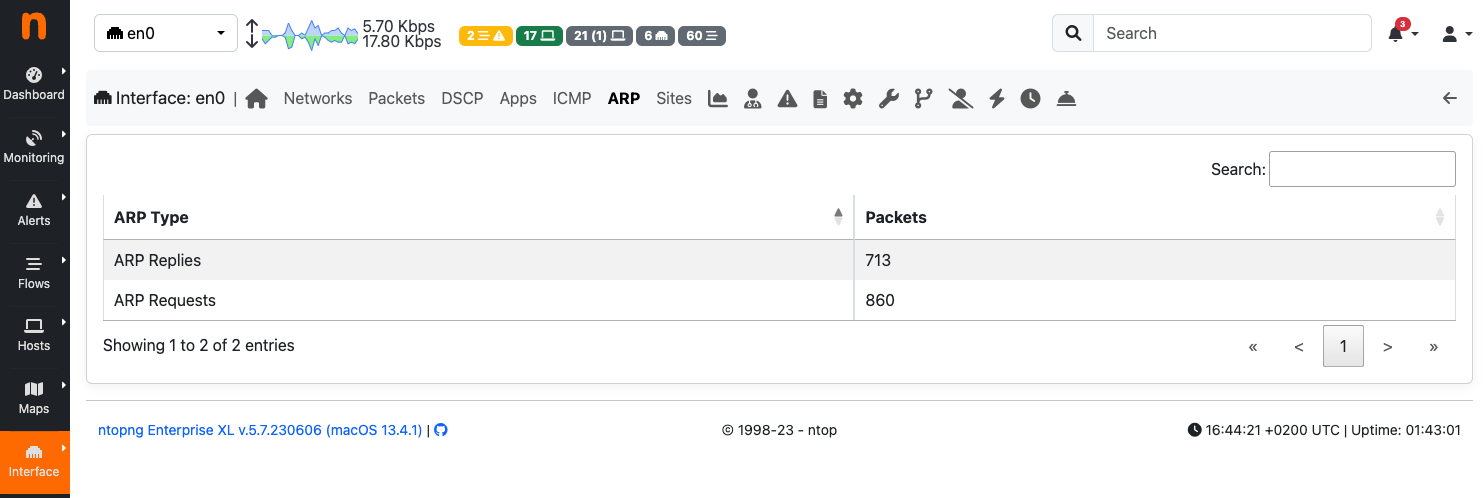 n
en0
5.70 Kbps
17.80 Kbps
2 17 21 (1) 6 60
Search
3
Dashboard
Monitoring
Alerts
Flows
Hosts
Maps
Interface
Interface: en0 | Networks Packets DSCP Apps ICMP ARP Sites
Search:
ARP Type Packets
ARP Replies 713
ARP Requests 860
Showing 1 to 2 of 2 entries
« < 1 > »
ntopng Enterprise XL v.5.7.230606 (macOS 13.4.1) |
© 1998-23 - ntop
16:44:21 +0200 UTC | Uptime: 01:43:01